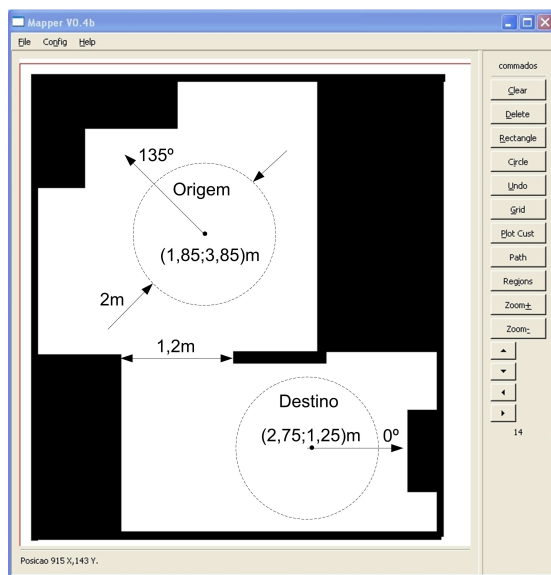 Mapper V0.4b
File Config Help
commados
Clear
Delete
Rectangle
Circle
Undo
Grid
Plot Cust
Path
Regions
Zoom+
Zoom-
14
135º
Origem
(1,85;3,85)m
2m
1,2m
Destino
(2,75;1,25)m
0º
Posicao 915 X,143 Y.